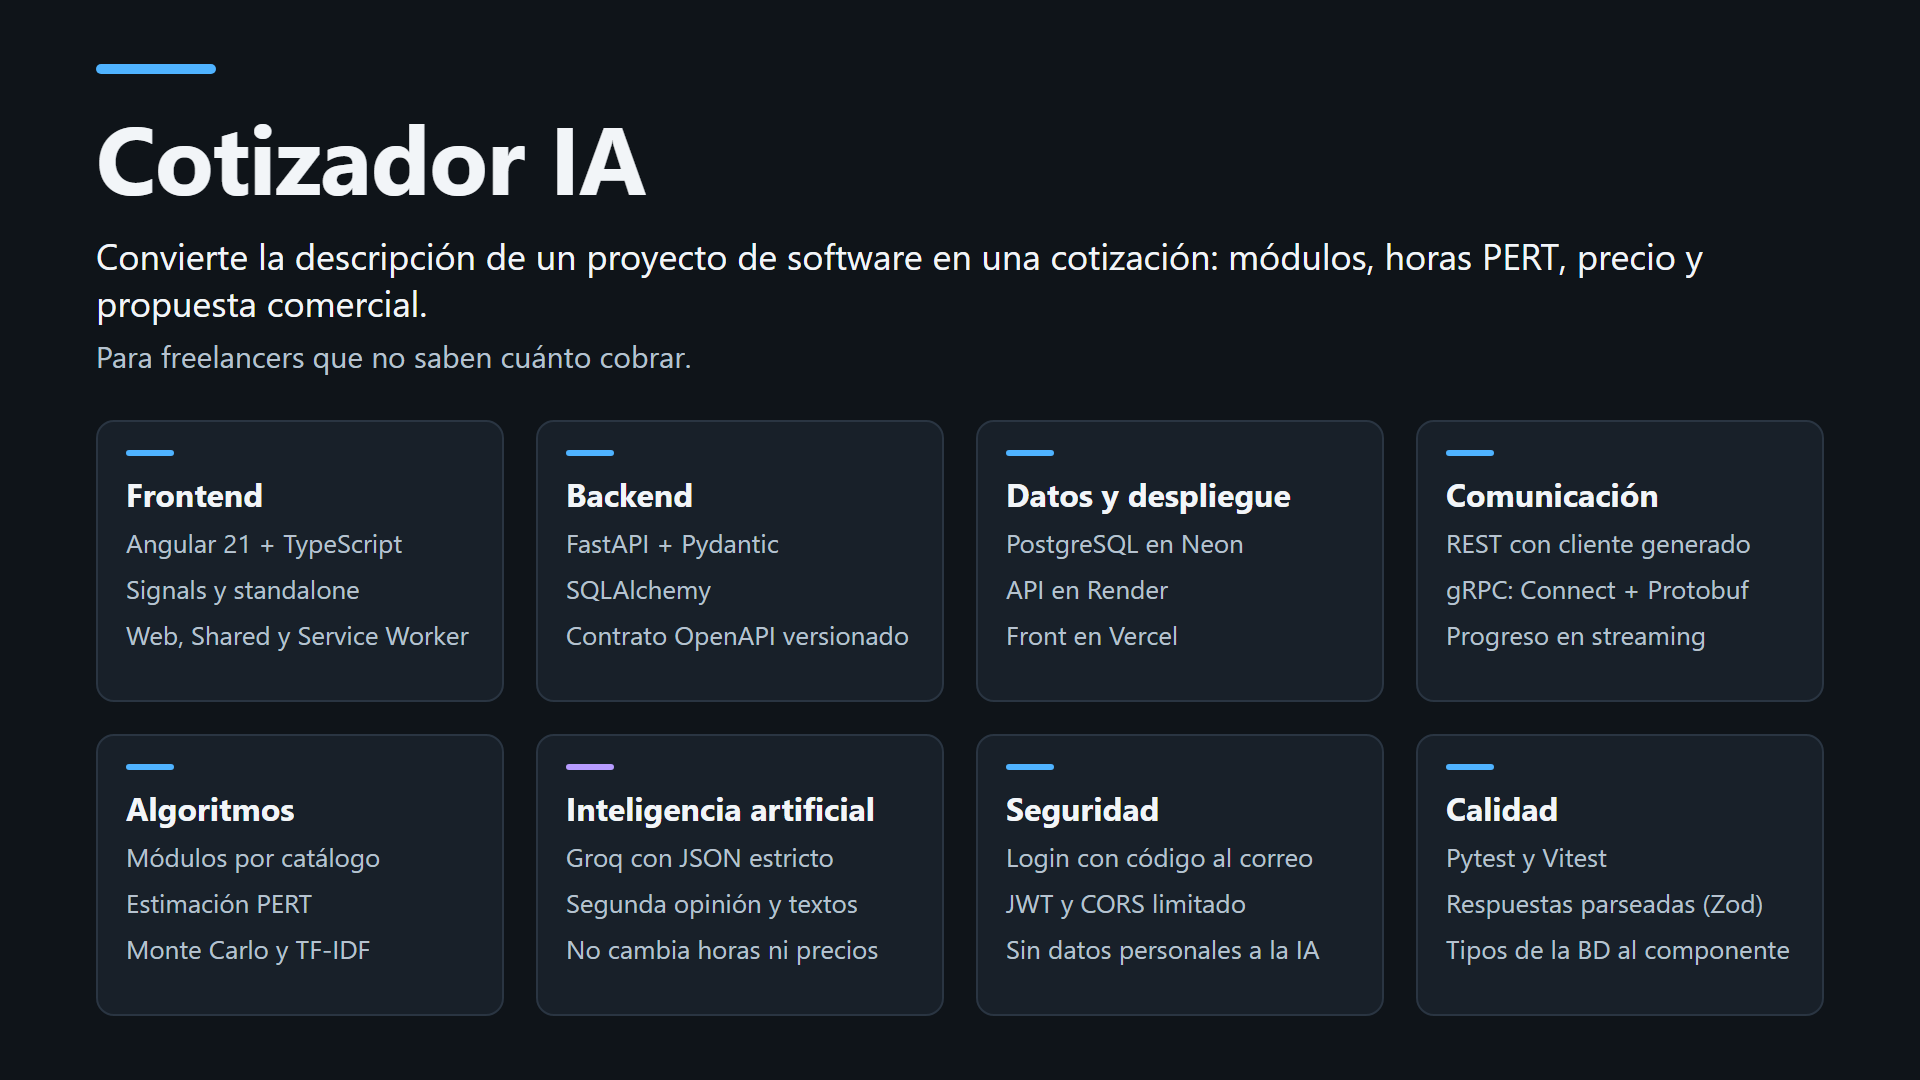 Cotizador IA
Convierte la descripción de un proyecto de software en una cotización: módulos, horas PERT, precio y
propuesta comercial.
Para freelancers que no saben cuánto cobrar.
Frontend
Angular 21 + TypeScript
Signals y standalone
Web, Shared y Service Worker
Backend
FastAPI + Pydantic
SQLAlchemy
Contrato OpenAPI versionado
Datos y despliegue
PostgreSQL en Neon
API en Render
Front en Vercel
Comunicación
REST con cliente generado
gRPC: Connect + Protobuf
Progreso en streaming
Algoritmos
Módulos por catálogo
Estimación PERT
Monte Carlo y TF-IDF
Inteligencia artificial
Groq con JSON estricto
Segunda opinión y textos
No cambia horas ni precios
Seguridad
Login con código al correo
JWT y CORS limitado
Sin datos personales a la IA
Calidad
Pytest y Vitest
Respuestas parseadas (Zod)
Tipos de la BD al componente